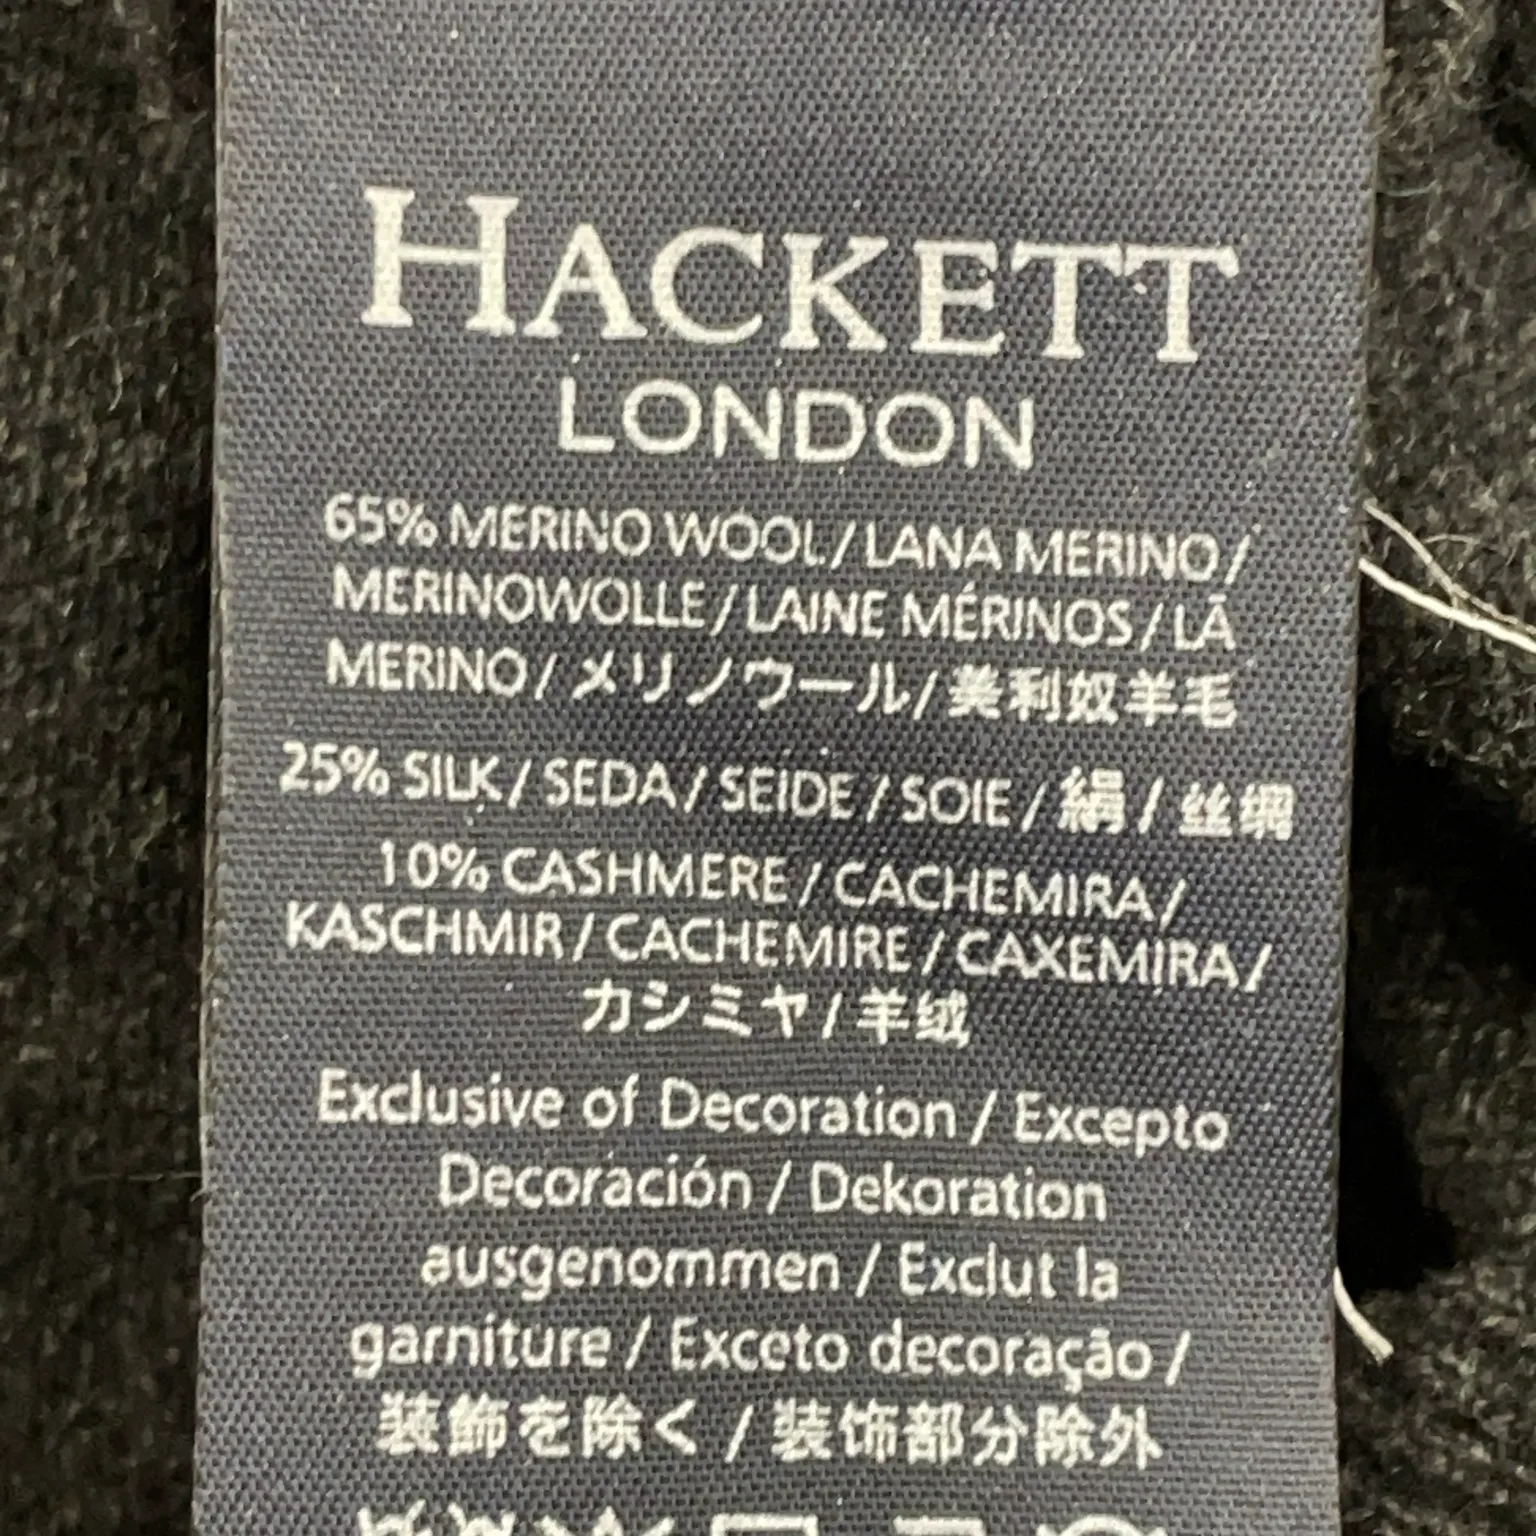 HACKETT
LONDON
65% MERINO WOOL / LANA MERINO /
MERINOWOLLE / LAINE MÉRINOS / LÃ
MERINO / メリノウール / 美利奴羊毛
25% SILK / SEDA / SEIDE / SOIE / 絹 / 丝绸
10% CASHMERE / CACHEMIRA /
KASCHMIR / CACHEMIRE / CAXEMIRA /
カシミヤ / 羊绒
Exclusive of Decoration / Excepto
Decoración / Dekoration
ausgenommen / Exclut la
garniture / Exceto decoração /
装飾を除く / 装饰部分除外